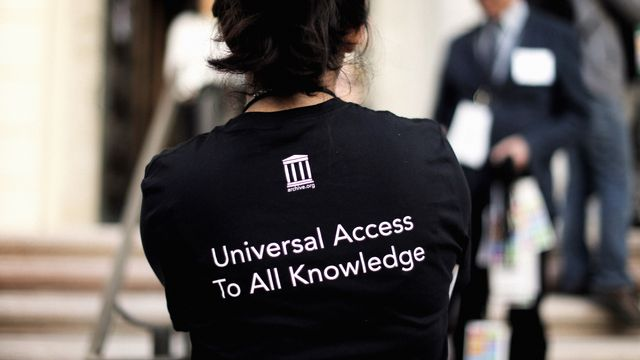 archive.org
Universal Access
To All Knowledge